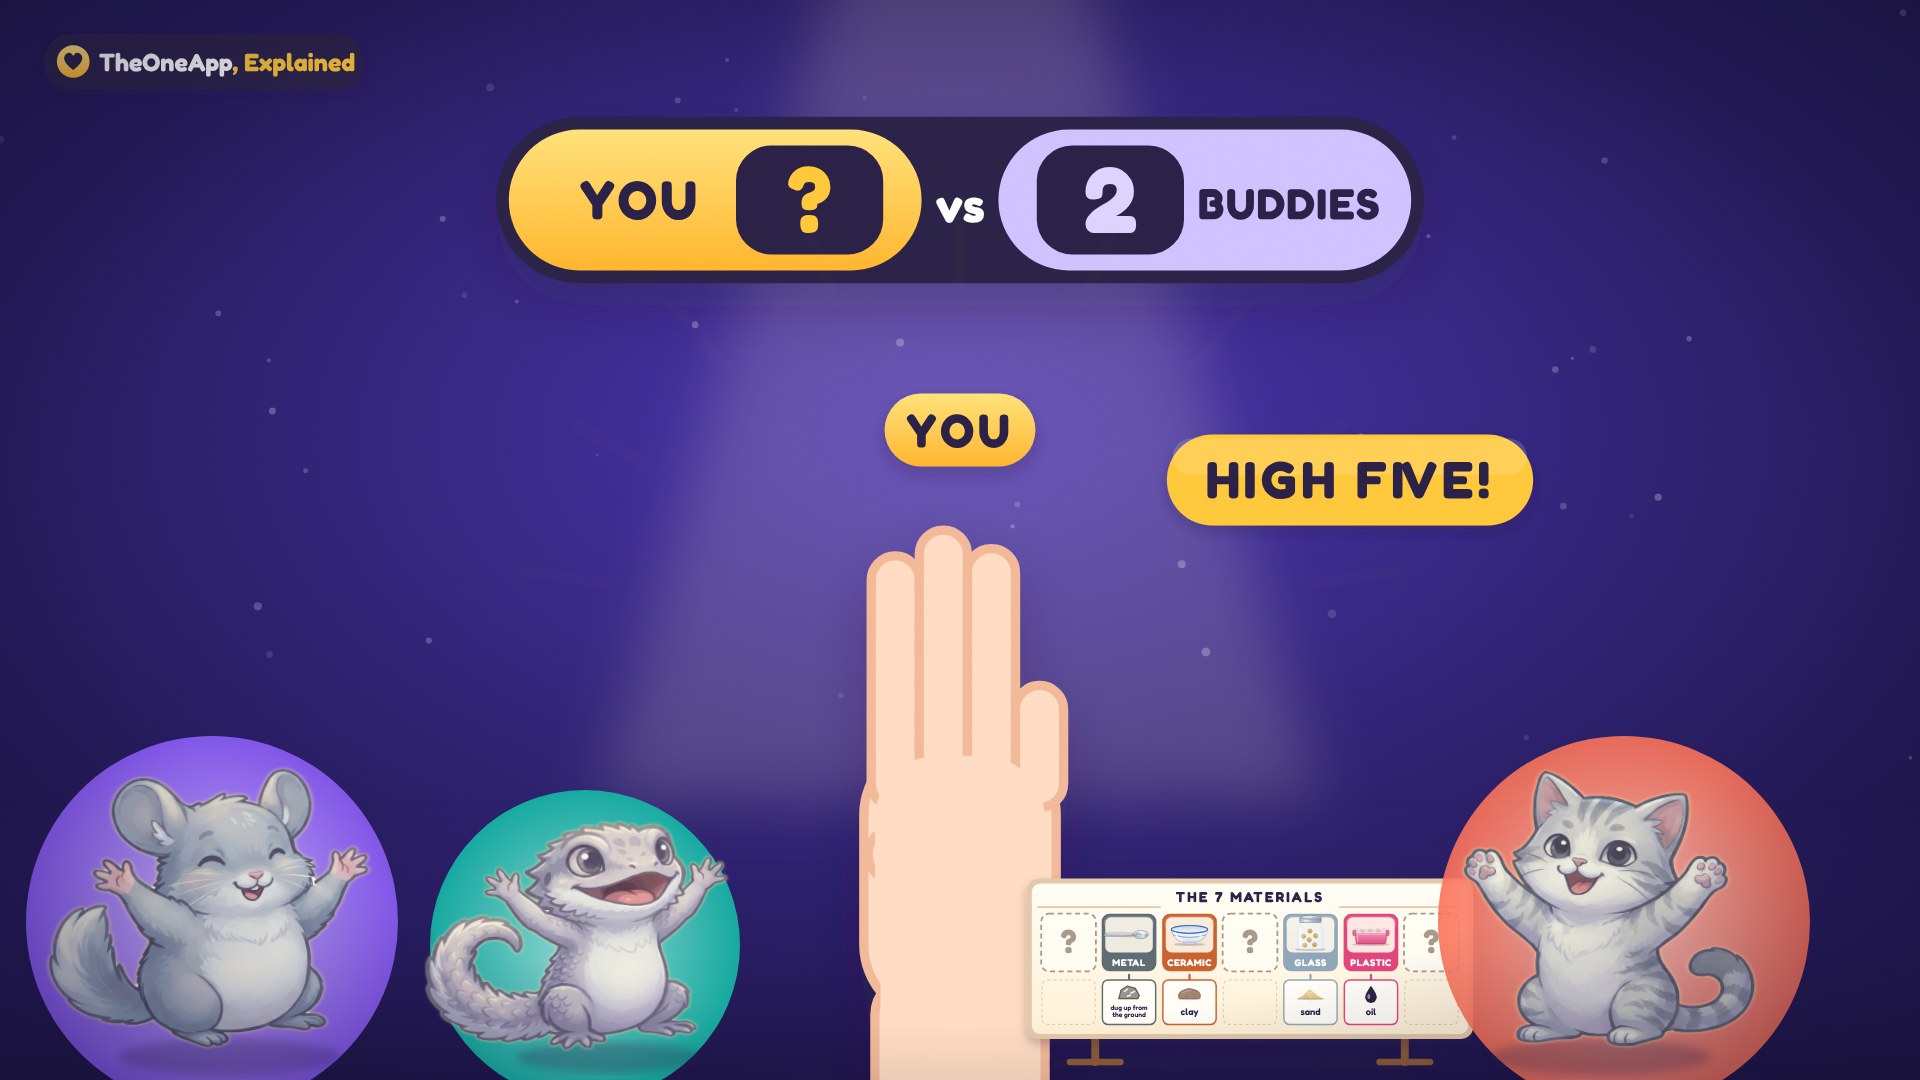 TheOneApp, Explained
YOU ? vs 2 BUDDIES
YOU
HIGH FIVE!
THE 7 MATERIALS
? METAL CERAMIC ? GLASS PLASTIC ?
dug up from
the ground
clay
sand
oil